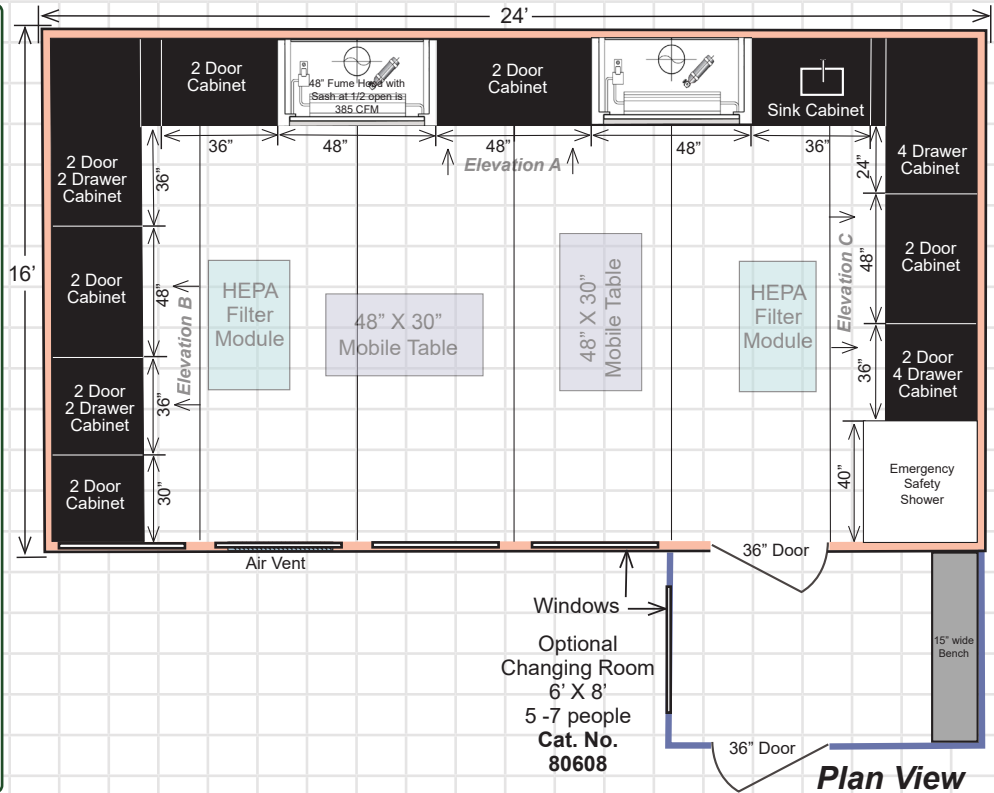 24’
2 Door
Cabinet
48” Fume Hood with
Sash at 1/2 open is
385 CFM
2 Door
Cabinet
Sink Cabinet
36”
48”
48”
48”
36”
Elevation A
2 Door
2 Drawer
Cabinet
36”
24”
4 Drawer
Cabinet
16’
2 Door
Cabinet
48”
Elevation B
HEPA
Filter
Module
48” X 30”
Mobile Table
48” X 30”
Mobile Table
HEPA
Filter
Module
Elevation C
48”
2 Door
Cabinet
2 Door
2 Drawer
Cabinet
36”
36”
2 Door
4 Drawer
Cabinet
2 Door
Cabinet
30”
40”
Emergency
Safety
Shower
Air Vent
36” Door
Windows
Optional
Changing Room
6’ X 8’
5 -7 people
Cat. No.
80608
15” wide
Bench
36” Door
Plan View